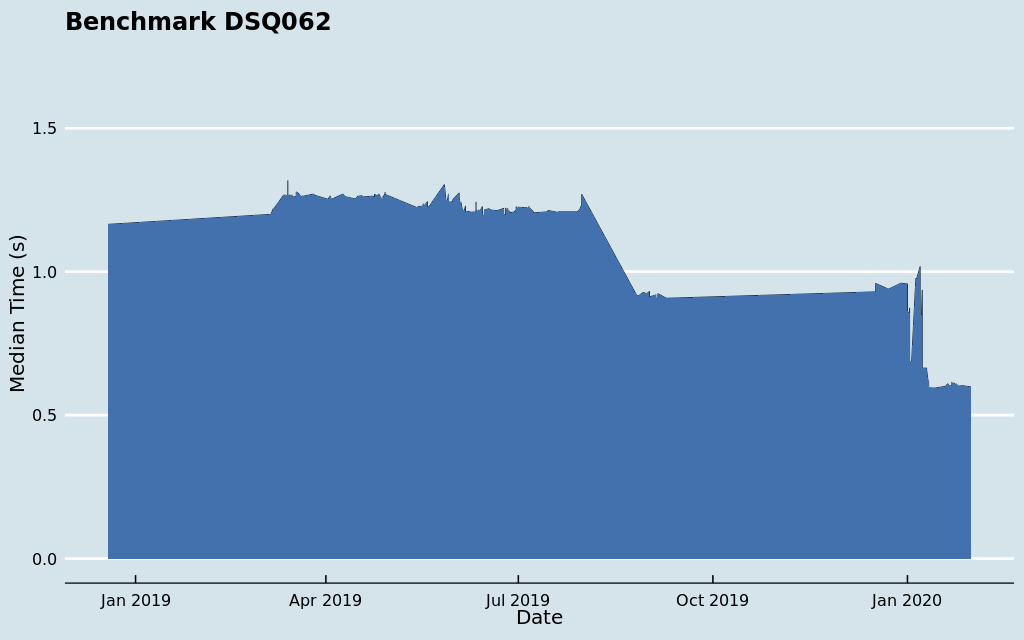 Benchmark DSQ062
1.5
1.0
0.5
0.0
Median Time (s)
Jan 2019
Apr 2019
Jul 2019
Oct 2019
Jan 2020
Date